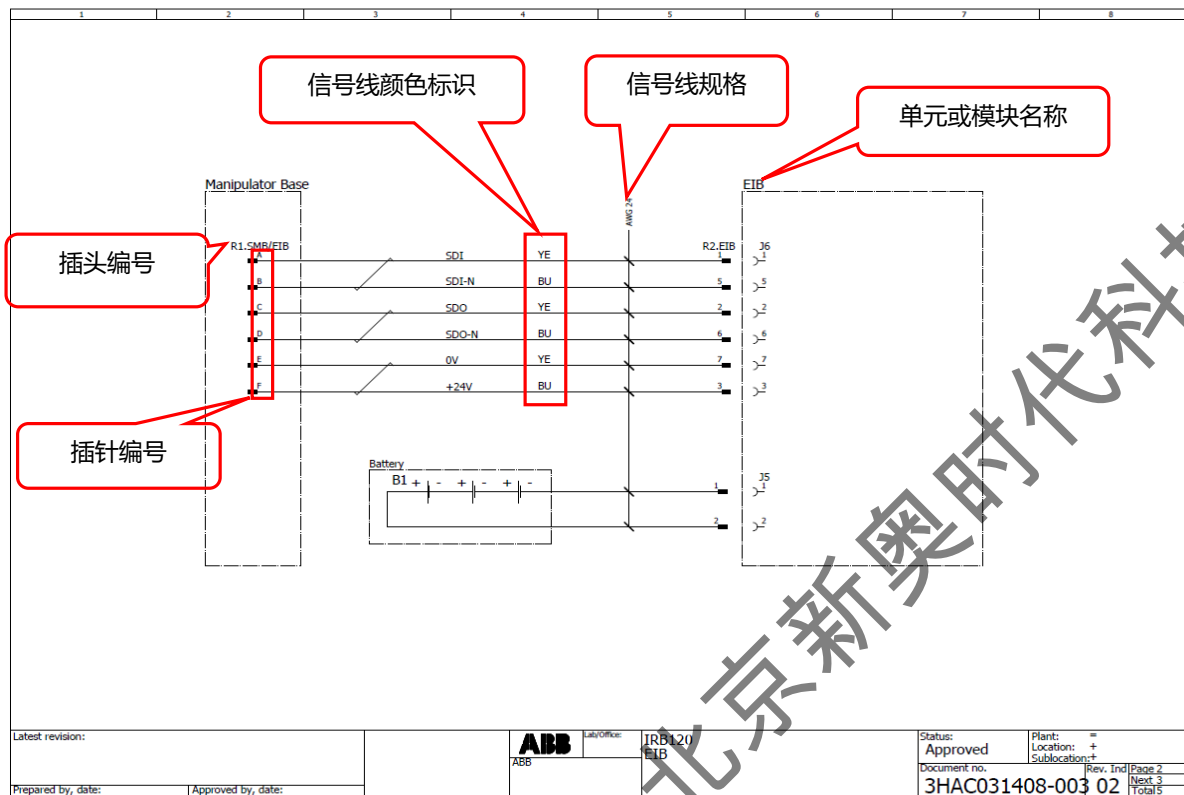 1 2 3 4 5 6 7 8
信号线颜色标识
信号线规格
单元或模块名称
Manipulator Base
EIB
AWG 24
插头编号
R1.SMB/EIB
R2.EIB J6
A SDI YE 1 1
B SDI-N BU 5 5
C SDO YE 2 2
D SDO-N BU 6 6
E 0V YE 7 7
F +24V BU 3 3
插针编号
Battery
B1 + - + - + -
J5
1 1
2 2
北京新奥时代科
Latest revision:
Prepared by, date:
Approved by, date:
ABB
ABB
Lab/Office:
IRB120
EIB
Status:
Approved
Plant: =
Location: +
Sublocation:+
Document no.
3HAC031408-003
Rev. Ind
02
Page 2
Next 3
Total 5